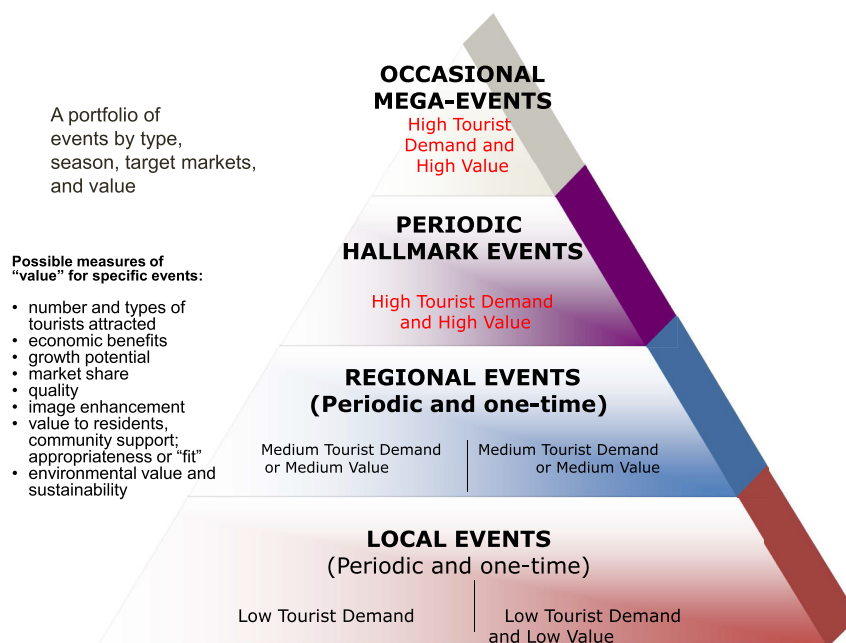 OCCASIONAL
MEGA-EVENTS
High Tourist
Demand and
High Value
A portfolio of
events by type,
season, target markets,
and value
PERIODIC
HALLMARK EVENTS
High Tourist Demand
and High Value
Possible measures of
“value” for specific events:
• number and types of
tourists attracted
• economic benefits
• growth potential
• market share
• quality
• image enhancement
• value to residents,
community support;
appropriateness or “fit”
• environmental value and
sustainability
REGIONAL EVENTS
(Periodic and one-time)
Medium Tourist Demand
or Medium Value
Medium Tourist Demand
or Medium Value
LOCAL EVENTS
(Periodic and one-time)
Low Tourist Demand
Low Tourist Demand
and Low Value